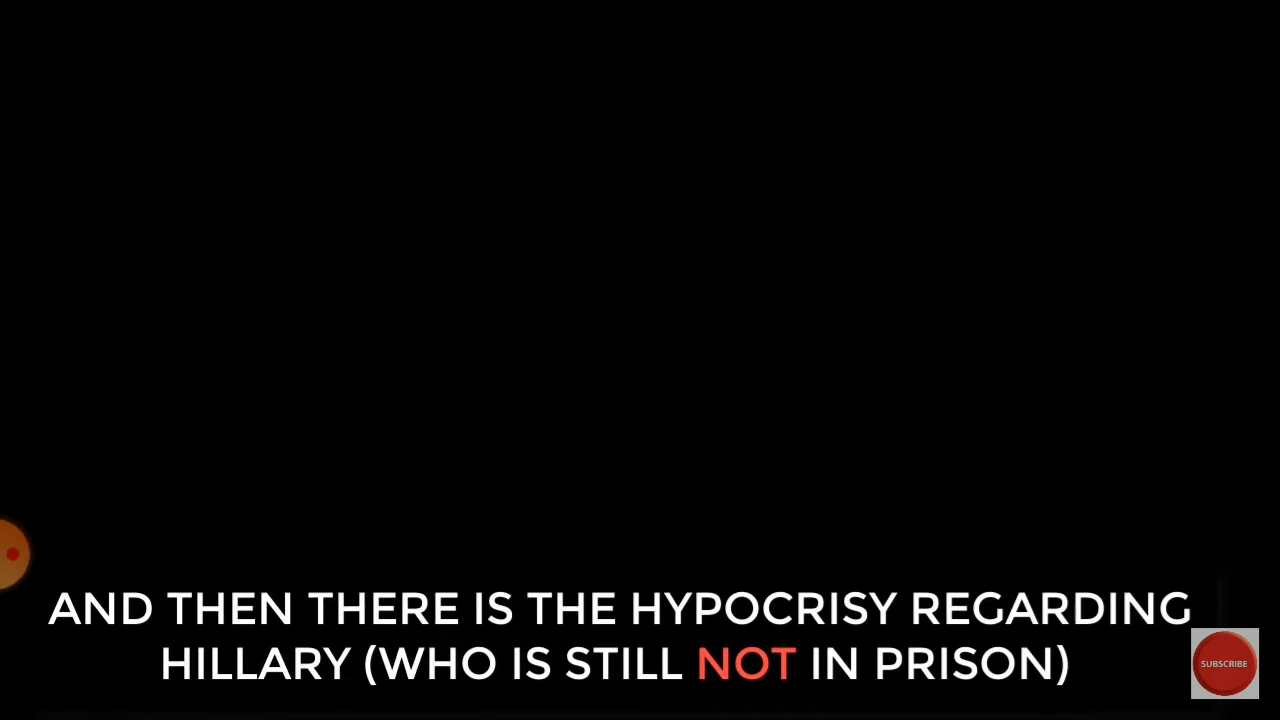 AND THEN THERE IS THE HYPOCRISY REGARDING
HILLARY (WHO IS STILL NOT IN PRISON)
SUBSCRIBE